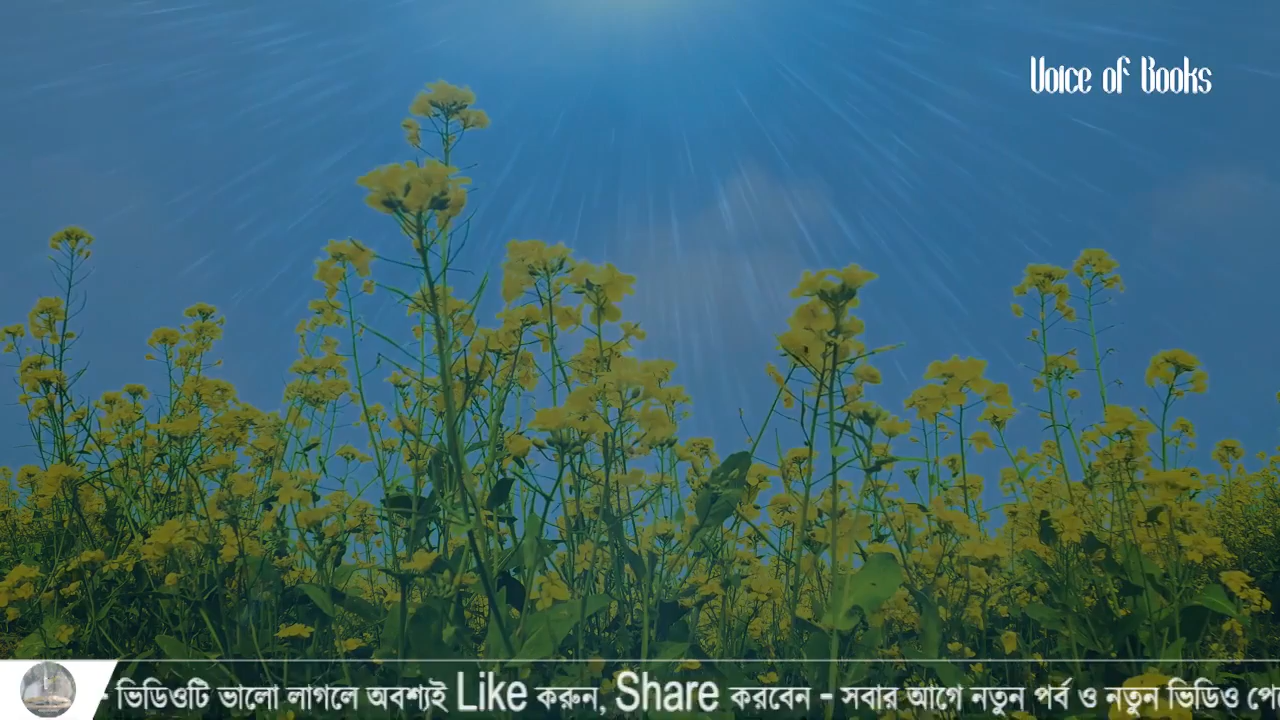 Voice of Books
- ভিডিওটি ভালো লাগলে অবশ্যই Like করুন, Share করবেন - সবার আগে নতুন পর্ব ও নতুন ভিডিও